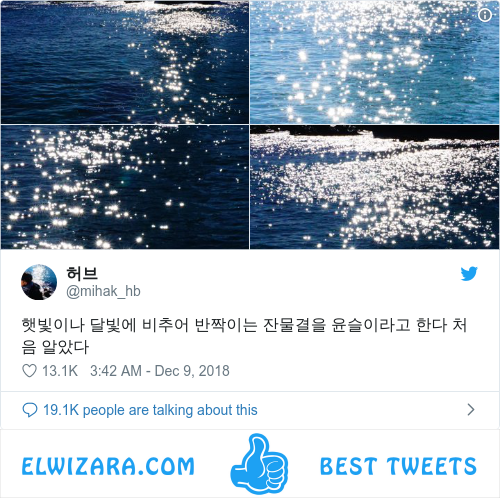 허브
@mihak_hb
햇빛이나 달빛에 비추어 반짝이는 잔물결을 윤슬이라고 한다 처
음 알았다
13.1K 3:42 AM - Dec 9, 2018
19.1K people are talking about this
ELWIZARA.COM BEST TWEETS